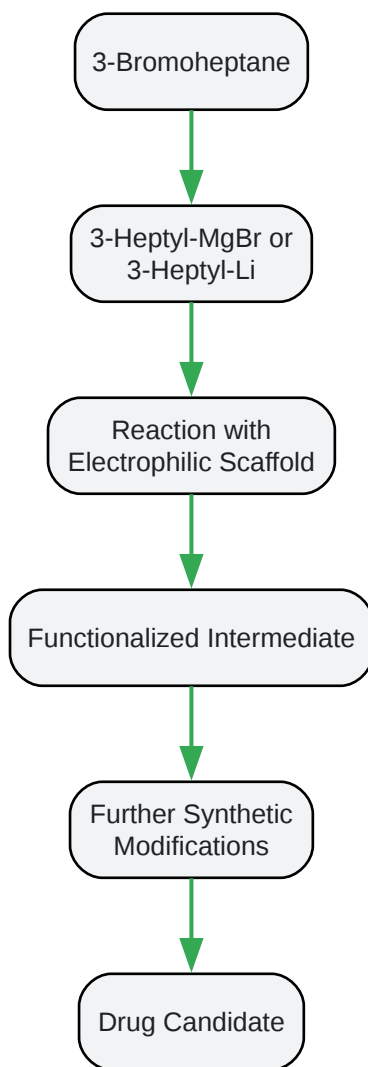 3-Bromoheptane
3-Heptyl-MgBr or
3-Heptyl-Li
Reaction with
Electrophilic Scaffold
Functionalized Intermediate
Further Synthetic
Modifications
Drug Candidate